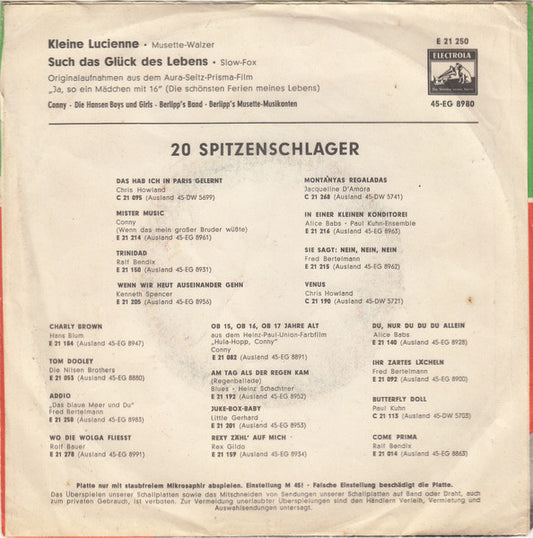 Kleine Lucienne · Musette-Walzer
Such das Glück des Lebens · Slow-Fox
Originalaufnahmen aus dem Aura-Seitz-Prisma-Film
„Ja, so ein Mädchen mit 16" (Die schönsten Ferien meines Lebens)
Conny · Die Hansen Boys und Girls · Berlipp's Band · Berlipp's Musette-Musikanten
E 21 250
ELECTROLA
45-EG 8980
20 SPITZENSCHLAGER
DAS HAB ICH IN PARIS GELERNT
Chris Howland
C 21 095 (Ausland 45-DW 5699)
MISTER MUSIC
Conny
(Wenn das mein großer Bruder wüßte)
E 21 214 (Ausland 45-EG 8961)
TRINIDAD
Ralf Bendix
E 21 150 (Ausland 45-EG 8931)
WENN WIR HEUT AUSEINANDER GEHN
Kenneth Spencer
E 21 205 (Ausland 45-EG 8956)
MONTANYAS REGALADAS
Jacqueline D'Amora
C 21 268 (Ausland 45-DW 5741)
IN EINER KLEINEN KONDITOREI
Alice Babs · Paul Kuhn-Ensemble
E 21 216 (Ausland 45-EG 8963)
SIE SAGT: NEIN, NEIN, NEIN
Fred Bertelmann
E 21 215 (Ausland 45-EG 8962)
VENUS
Chris Howland
C 21 190 (Ausland 45-DW 5721)
CHARLY BROWN
Hans Blum
E 21 184 (Ausland 45-EG 8947)
TOM DOOLEY
Die Nilsen Brothers
E 21 053 (Ausland 45-EG 8880)
ADDIO
„Das blaue Meer und Du"
Fred Bertelmann
E 21 250 (Ausland 45-EG 8983)
WO DIE WOLGA FLIESST
Rolf Bauer
E 21 278 (Ausland 45-EG 8991)
OB 15, OB 16, OB 17 JAHRE ALT
aus dem Heinz-Paul-Union-Farbfilm
„Hula-Hopp, Conny"
Conny
E 21 082 (Ausland 45-EG 8891)
AM TAG ALS DER REGEN KAM
(Regenballade)
Blues · Heinz Schachtner
E 21 192 (Ausland 45-EG 8952)
JUKE-BOX-BABY
Little Gerhard
E 21 201 (Ausland 45-EG 8953)
REXY ZÄHL' AUF MICH
Rex Gildo
E 21 159 (Ausland 45-EG 8934)
DU, NUR DU DU DU ALLEIN
Alice Babs
E 21 140 (Ausland 45-EG 8928)
IHR ZARTES LÄCHELN
Fred Bertelmann
E 21 092 (Ausland 45-EG 8900)
BUTTERFLY DOLL
Paul Kuhn
C 21 113 (Ausland 45-DW 5703)
COME PRIMA
Ralf Bendix
E 21 014 (Ausland 45-EG 8863)
Platte nur mit staubfreiem Mikrosaphir abspielen. Einstellung M 45! · Falsche Einstellung beschädigt die Platte.
Das Überspielen unserer Schallplatten sowie das Mitschneiden von Sendungen unserer Schallplatten auf Band oder Draht, auch
zum privaten Gebrauch, ist verboten. Zur Vermeidung unerlaubter Überspielungen sind den Händlern Verleih, Vermietung und
Auswahlsendungen untersagt.